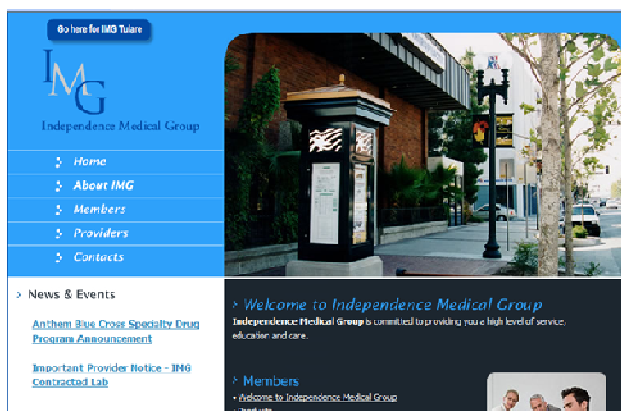 Go here for IMG Tulare
IMG
Independence Medical Group
Home
About IMG
Members
Providers
Contacts
News & Events
Anthem Blue Cross Specialty Drug
Program Announcement
Important Provider Notice - IMG
Contracted Lab
Welcome to Independence Medical Group
Independence Medical Group is committed to providing you a high level of service,
education and care.
Members
Welcome to Independence Medical Group